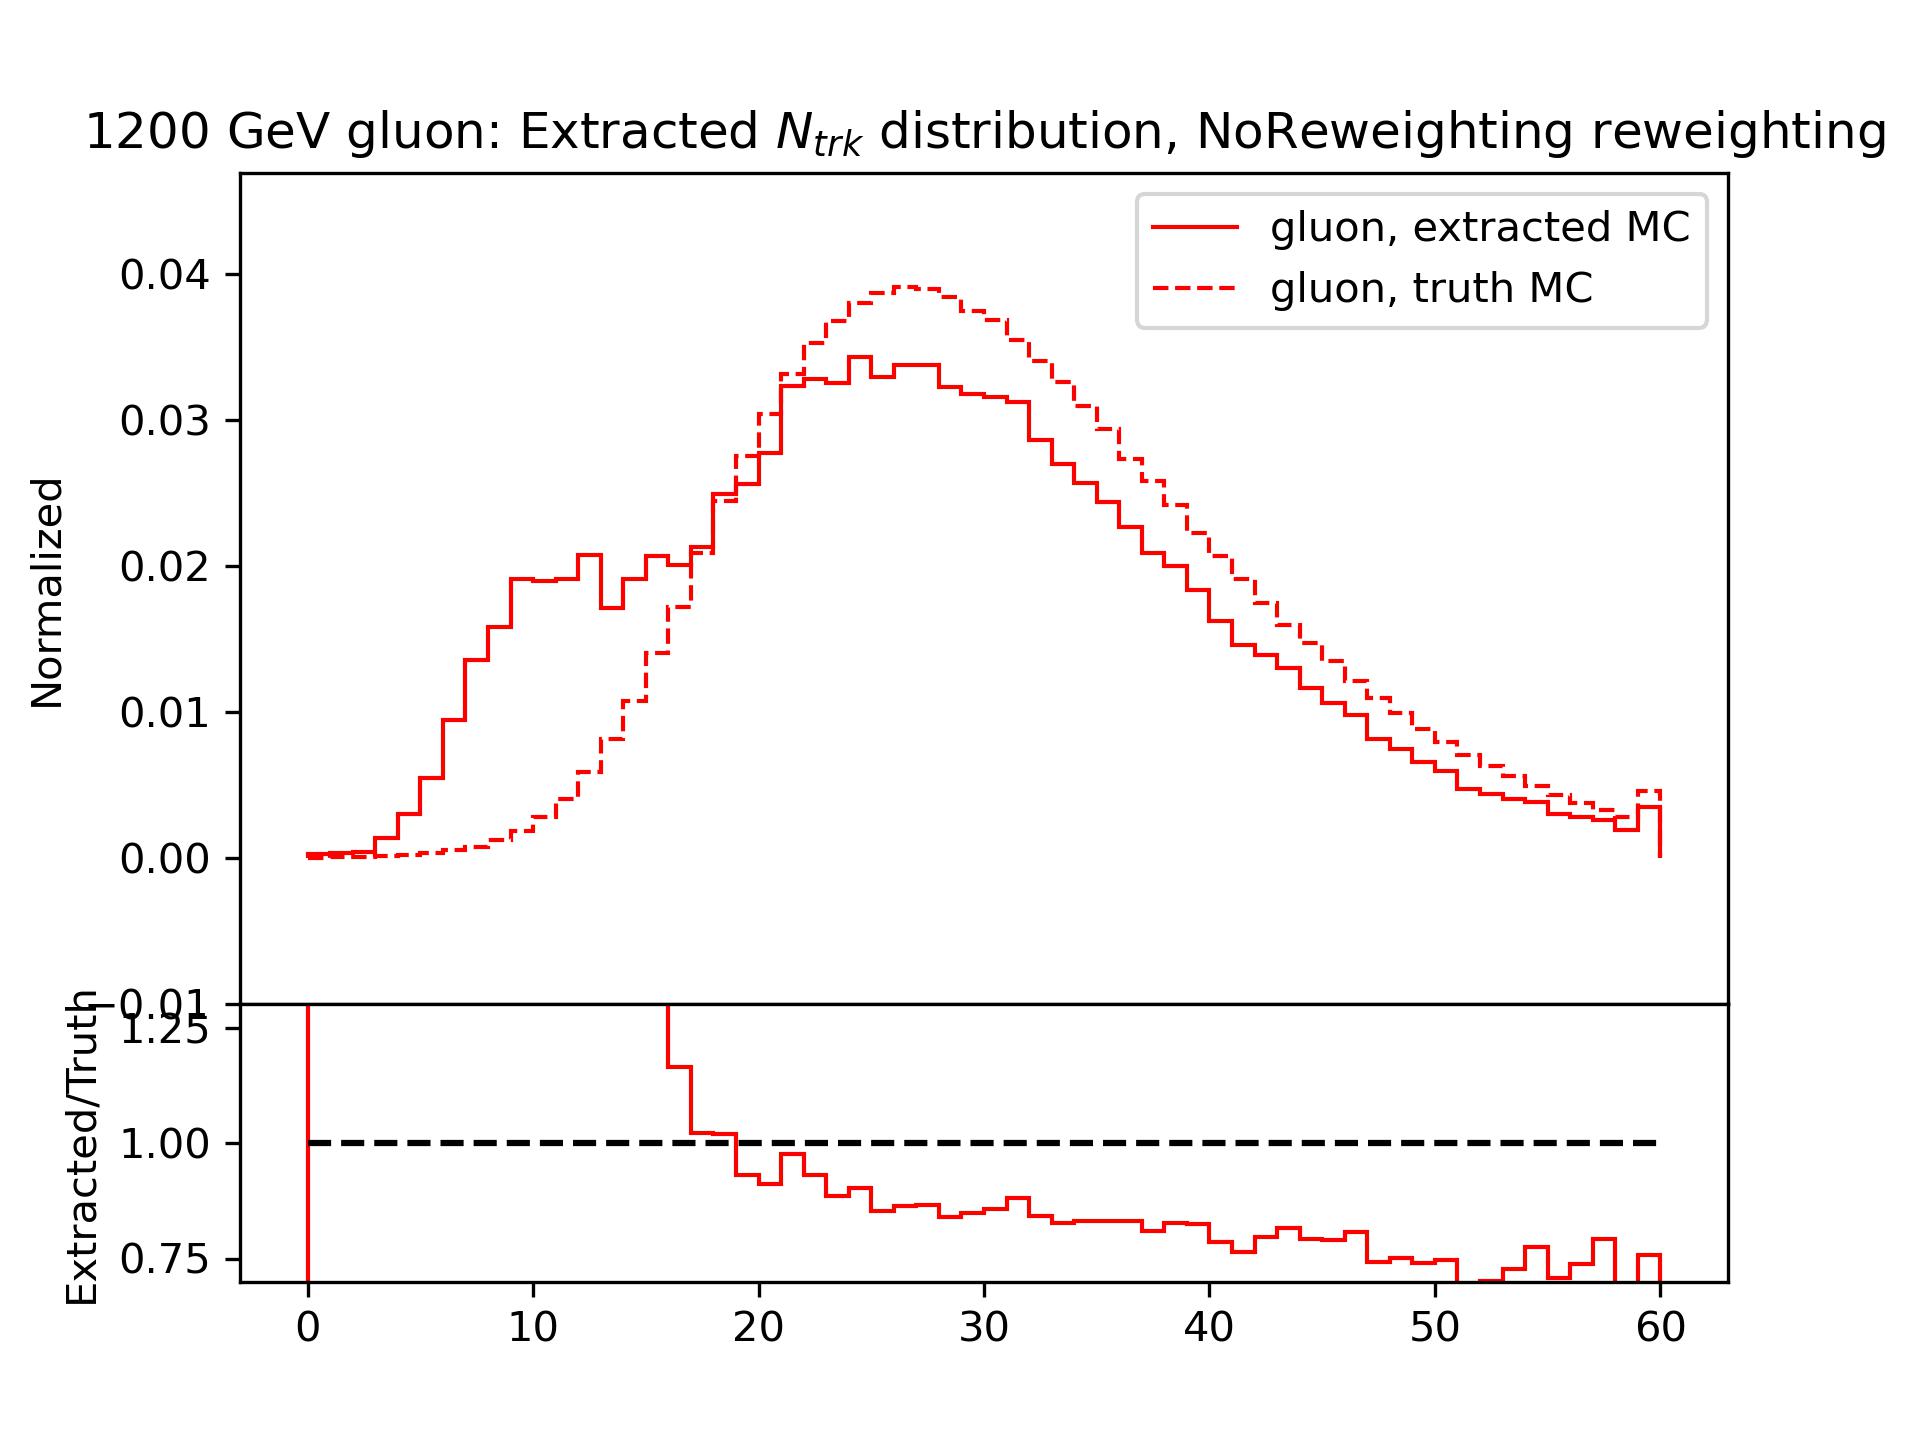 1200 GeV gluon: Extracted N_trk distribution, NoReweighting reweighting
gluon, extracted MC
gluon, truth MC
Normalized
0.04
0.03
0.02
0.01
0.00
−0.01
Extracted/Truth
1.25
1.00
0.75
0 10 20 30 40 50 60